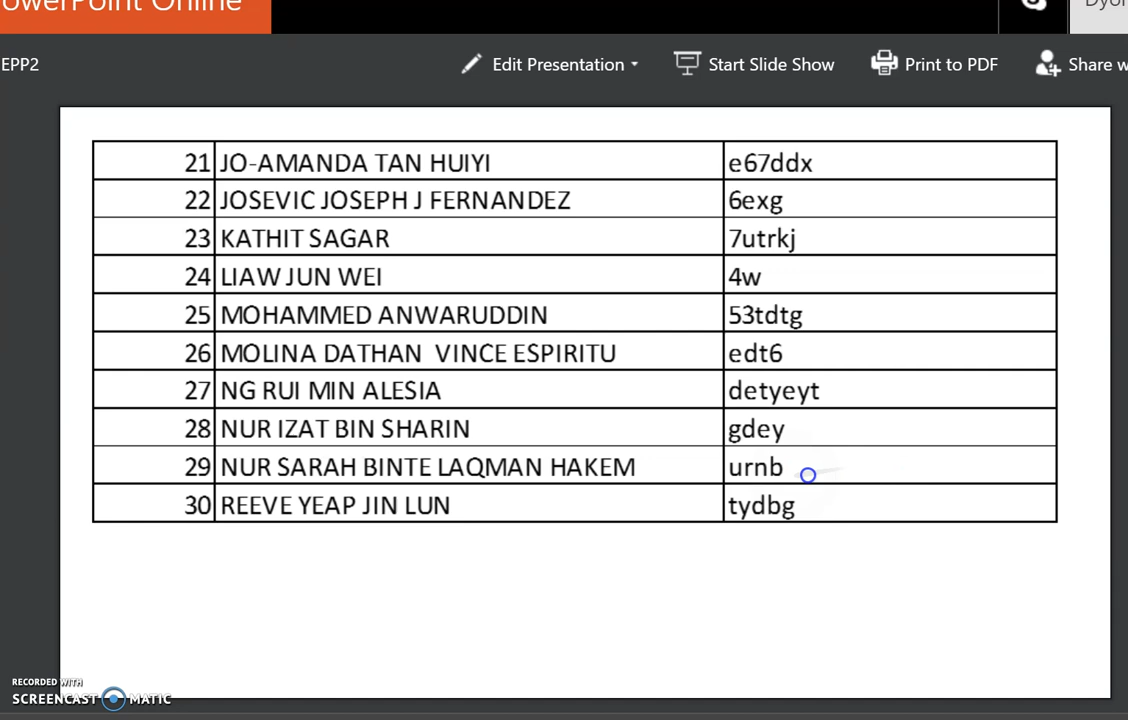 PowerPoint Online
EPP2
Edit Presentation
Start Slide Show
Print to PDF
Share
21 JO-AMANDA TAN HUIYI e67ddx
22 JOSEVIC JOSEPH J FERNANDEZ 6exg
23 KATHIT SAGAR 7utrkj
24 LIAW JUN WEI 4w
25 MOHAMMED ANWARUDDIN 53tdtg
26 MOLINA DATHAN VINCE ESPIRITU edt6
27 NG RUI MIN ALESIA detyeyt
28 NUR IZAT BIN SHARIN gdey
29 NUR SARAH BINTE LAQMAN HAKEM urnb
30 REEVE YEAP JIN LUN tydbg
RECORDED WITH
SCREENCAST MATIC